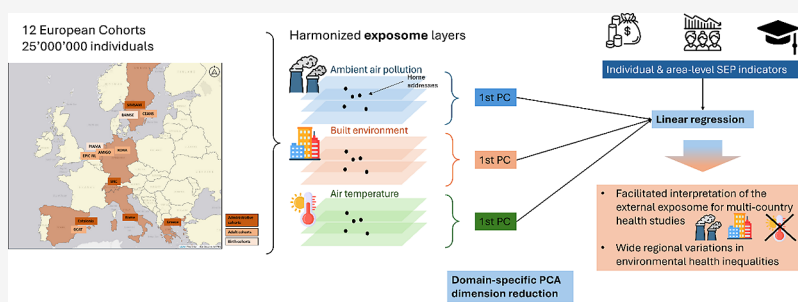 12 European Cohorts
25'000'000 individuals
Harmonized exposome layers
Ambient air pollution
Home
addresses
Built environment
Air temperature
1st PC
1st PC
1st PC
Domain-specific PCA
dimension reduction
Individual & area-level SEP indicators
Linear regression
• Facilitated interpretation of the
external exposome for multi-country
health studies
• Wide regional variations in
environmental health inequalities
Administrative
cohorts
Adult cohorts
Birth cohorts